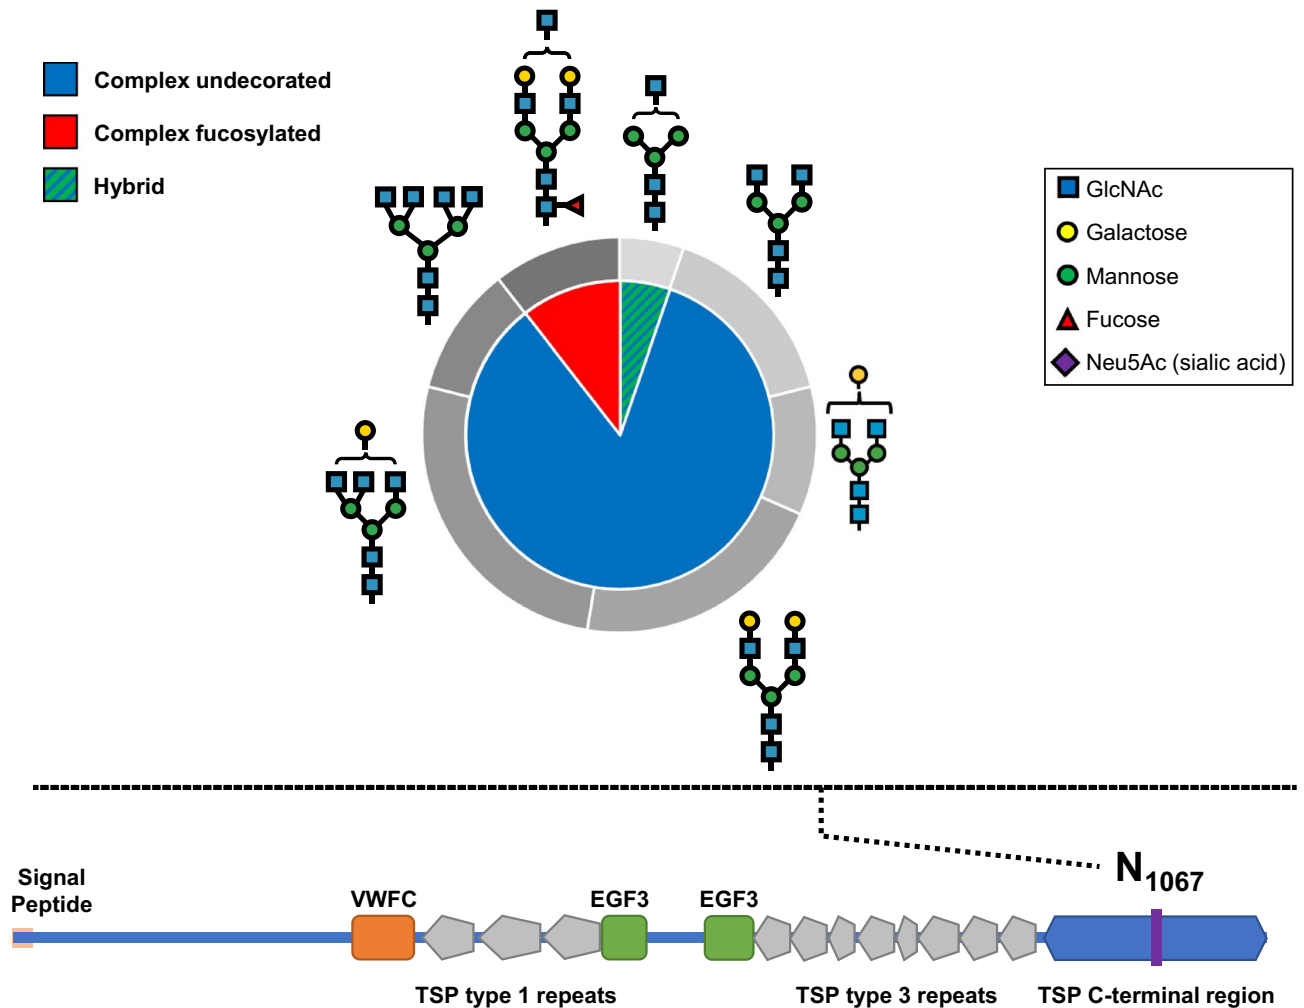 Complex undecorated
Complex fucosylated
Hybrid
GlcNAc
Galactose
Mannose
Fucose
Neu5Ac (sialic acid)
N1067
Signal
Peptide
VWFC
EGF3
EGF3
TSP type 1 repeats
TSP type 3 repeats
TSP C-terminal region